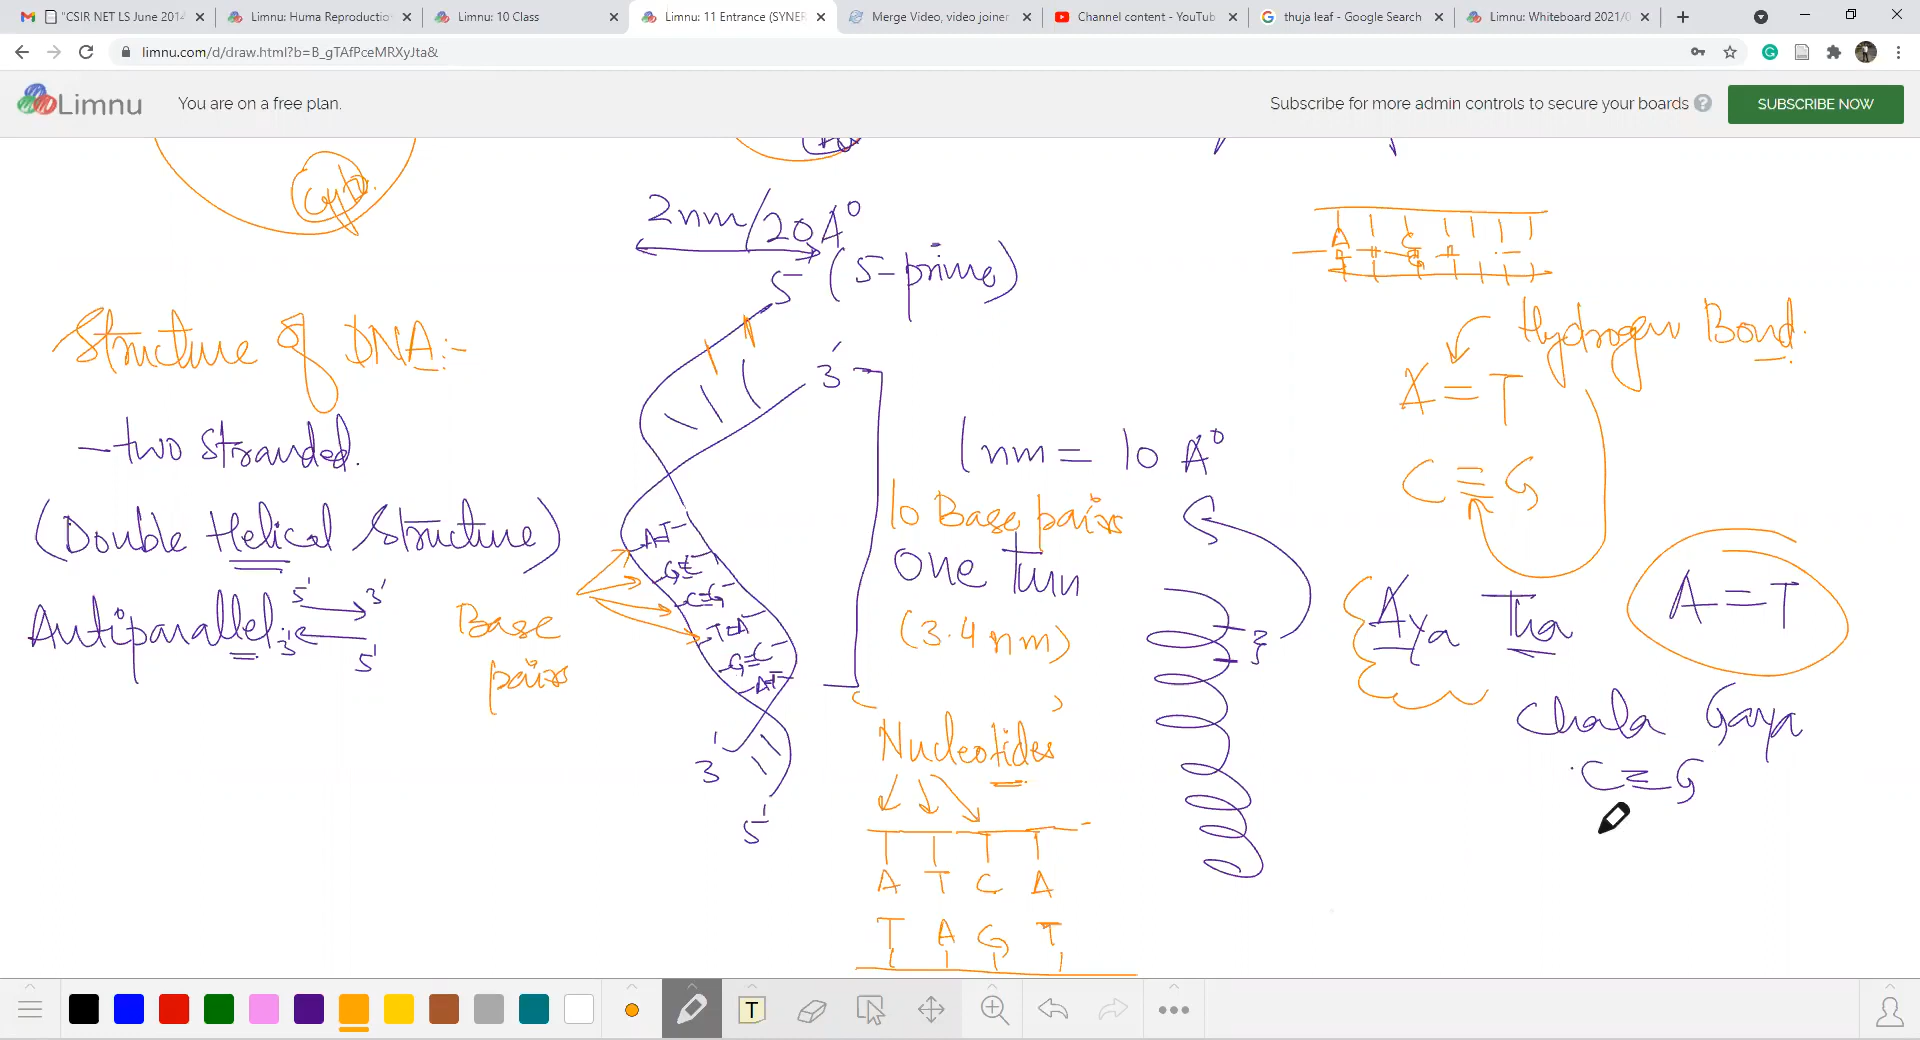 "CSIR NET LS June 2014
Limnu: Huma Reproductio
Limnu: 10 Class
Limnu: 11 Entrance (SYNER
Merge Video, video joiner
Channel content - YouTub
thuja leaf - Google Search
Limnu: Whiteboard 2021/0
limnu.com/d/draw.html?b=B_gTAfPceMRXyJta&
Limnu
You are on a free plan.
Subscribe for more admin controls to secure your boards
SUBSCRIBE NOW
Cyto.
2nm/20A°
5' (5-prime)
A C
G
Structure of DNA:-
Hydrogen Bond.
3'
A = T
-two stranded.
1nm = 10 A°
C ≡ G
10 Base pairs
(Double Helical Structure)
One Turn
A=T
G≡C
C≡G
T=A
G≡C
A=T
Antiparallel
5' 3'
3' 5'
Base
pairs
(3.4nm)
Aya Tha
A = T
Chala Gaya
C ≡ G
3'
5'
Nucleotides
A T C A
T A G T
T